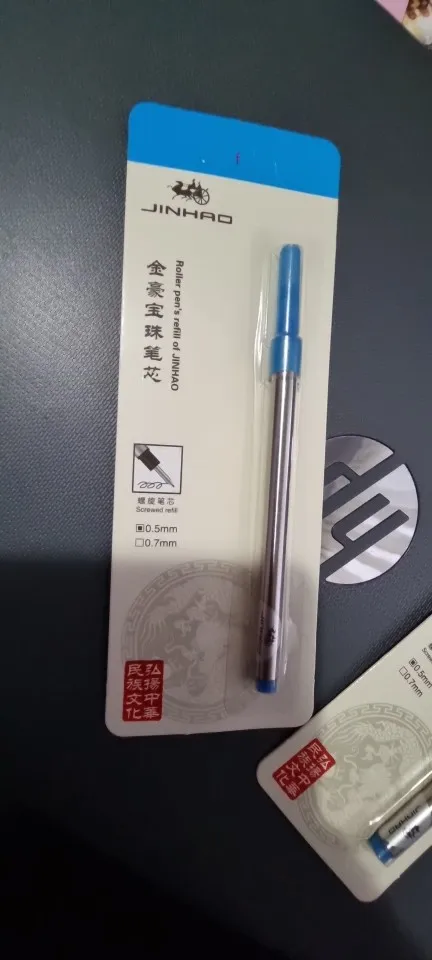 JINHAO
金豪宝珠笔芯
Roller pen's refill of JINHAO
螺旋笔芯
Screwed refill
0.5mm
0.7mm
弘揚中華
民族文化
hp
0.5mm
0.7mm
弘揚中華
民族文化